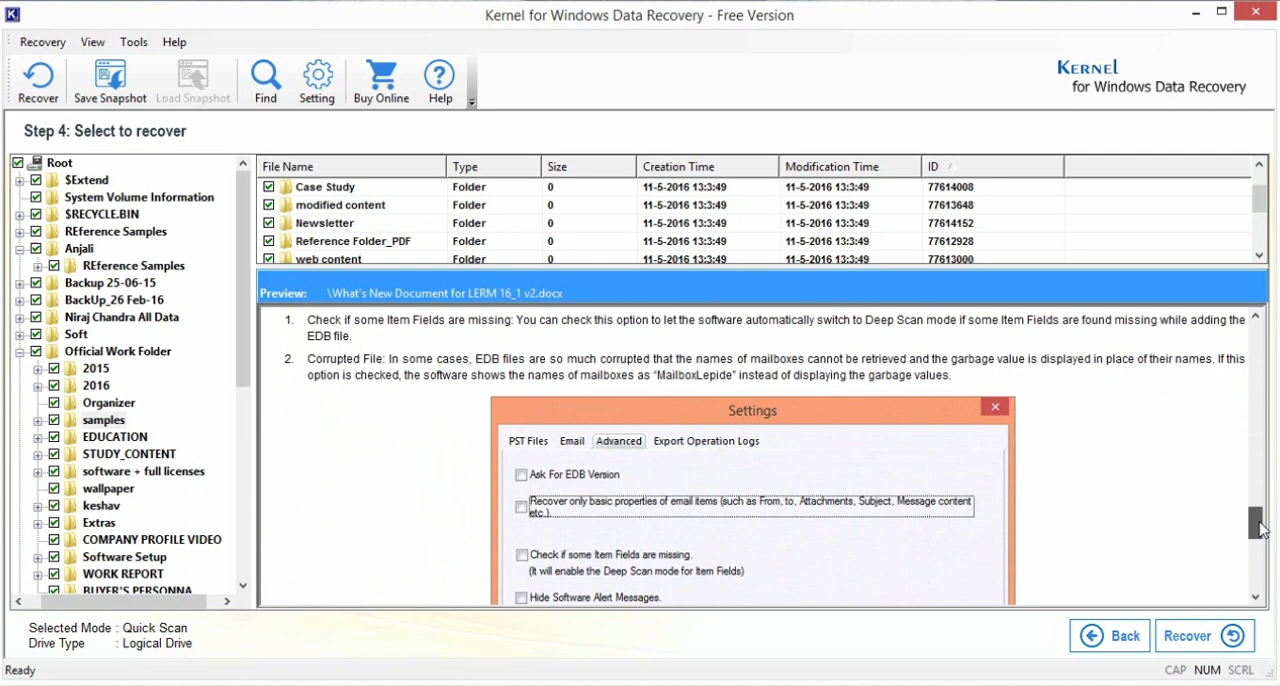 Kernel for Windows Data Recovery - Free Version
Recovery View Tools Help
Recover Save Snapshot Load Snapshot Find Setting Buy Online Help
KERNEL
for Windows Data Recovery
Step 4: Select to recover
Root
$Extend
System Volume Information
$RECYCLE.BIN
REference Samples
Anjali
REference Samples
Backup 25-06-15
BackUp_26 Feb-16
Niraj Chandra All Data
Soft
Official Work Folder
2015
2016
Organizer
samples
EDUCATION
STUDY_CONTENT
software + full licenses
wallpaper
keshav
Extras
COMPANY PROFILE VIDEO
Software Setup
WORK REPORT
BUYER'S PERSONNA
File Name Type Size Creation Time Modification Time ID
Case Study Folder 0 11-5-2016 13:3:49 11-5-2016 13:3:49 77614008
modified content Folder 0 11-5-2016 13:3:49 11-5-2016 13:3:49 77613648
Newsletter Folder 0 11-5-2016 13:3:49 11-5-2016 13:3:49 77614152
Reference Folder_PDF Folder 0 11-5-2016 13:3:49 11-5-2016 13:3:49 77612928
web content Folder 0 11-5-2016 13:3:49 11-5-2016 13:3:49 77613000
Preview: \What's New Document for LERM 16_1 v2.docx
1. Check if some Item Fields are missing: You can check this option to let the software automatically switch to Deep Scan mode if some Item Fields are found missing while adding the
EDB file.
2. Corrupted File: In some cases, EDB files are so much corrupted that the names of mailboxes cannot be retrieved and the garbage value is displayed in place of their names. If this
option is checked, the software shows the names of mailboxes as “MailboxLepide” instead of displaying the garbage values.
Settings
PST Files Email Advanced Export Operation Logs
Ask For EDB Version
Recover only basic properties of email items (such as From, to, Attachments, Subject, Message content
etc.).
Check if some Item Fields are missing.
(It will enable the Deep Scan mode for Item Fields)
Hide Software Alert Messages.
Selected Mode : Quick Scan
Drive Type : Logical Drive
Back Recover
Ready
CAP NUM SCRL